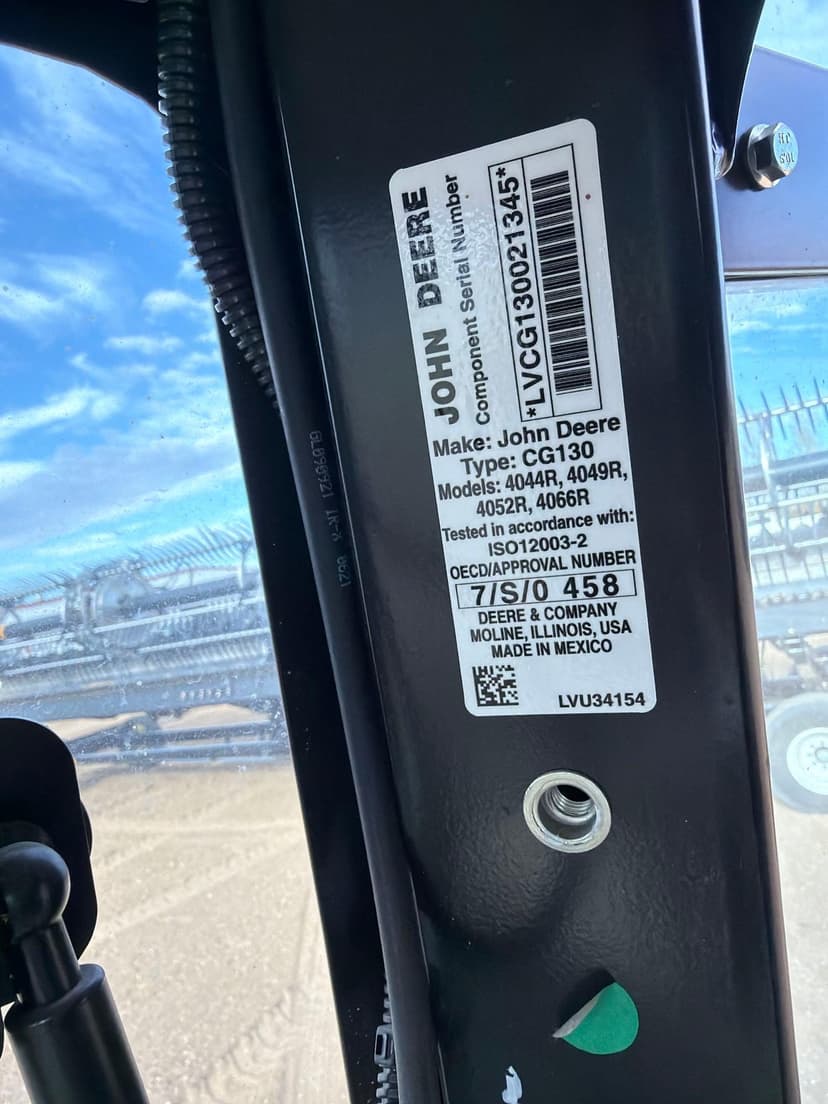 JOHN DEERE
Component Serial Number
*LVCG130021345*
Make: John Deere
Type: CG130
Models: 4044R, 4049R,
4052R, 4066R
Tested in accordance with:
ISO12003-2
OECD/APPROVAL NUMBER
7/S/0 458
DEERE & COMPANY
MOLINE, ILLINOIS, USA
MADE IN MEXICO
LVU34154